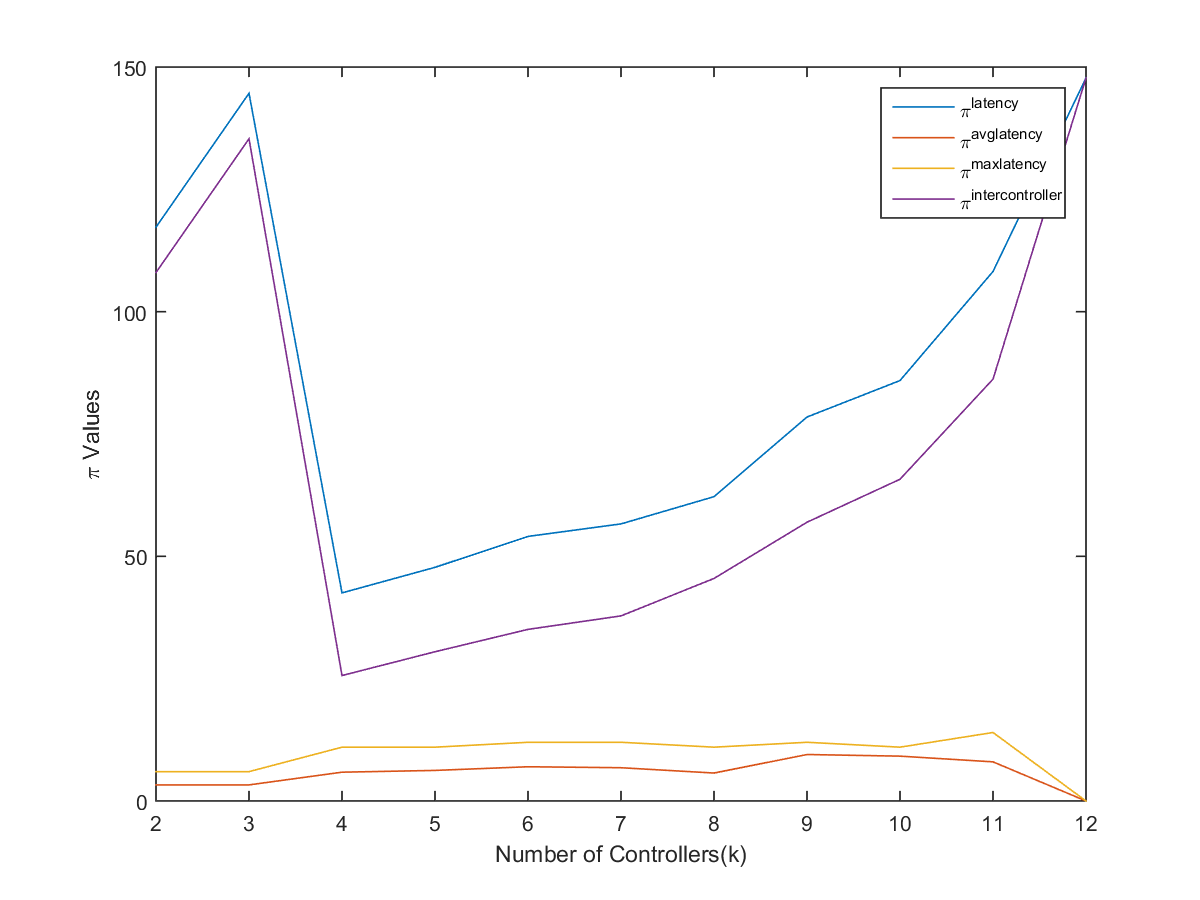 150
100
50
0
π Values
2 3 4 5 6 7 8 9 10 11 12
Number of Controllers(k)
π^latency
π^avglatency
π^maxlatency
π^intercontroller